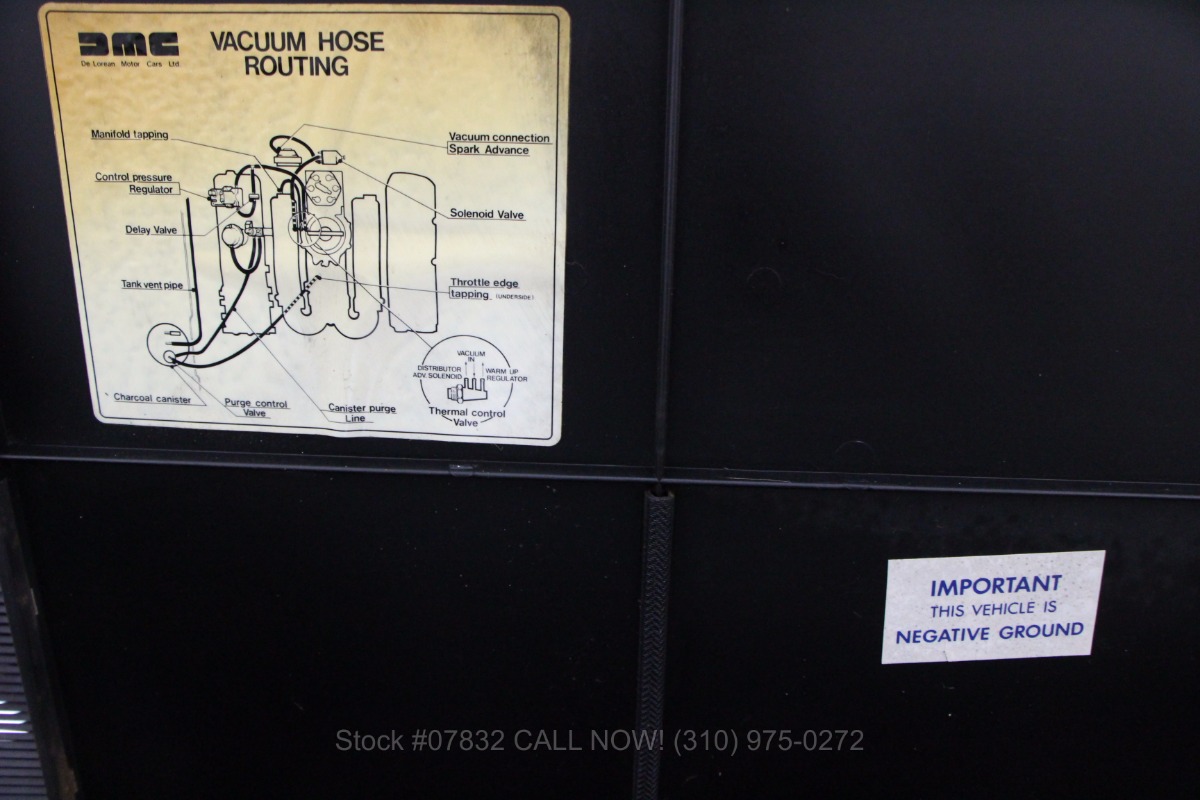 DMC
De Lorean Motor Cars Ltd.
VACUUM HOSE
ROUTING
Manifold tapping
Vacuum connection
Spark Advance
Control pressure
Regulator
Solenoid Valve
Delay Valve
Tank vent pipe
Throttle edge
tapping (UNDERSIDE)
VACUUM
IN
DISTRIBUTOR
ADV. SOLENOID
WARM UP
REGULATOR
Thermal control
Valve
Charcoal canister
Purge control
Valve
Canister purge
Line
IMPORTANT
THIS VEHICLE IS
NEGATIVE GROUND
Stock #07832 CALL NOW! (310) 975-0272